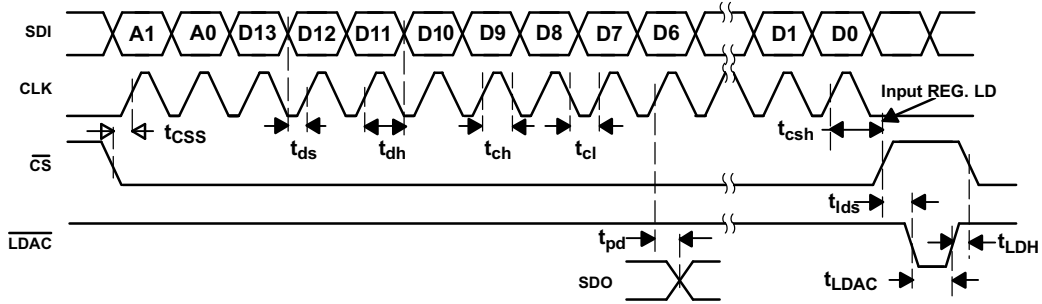 SDI A1 A0 D13 D12 D11 D10 D9 D8 D7 D6 D1 D0
CLK
Input REG. LD
tCSS tds tdh tch tcl tcsh
CS
tlds
LDAC
tpd tLDH
SDO tLDAC